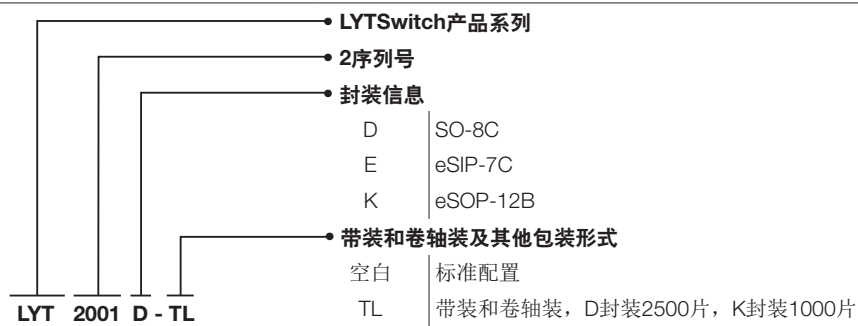 LYTSwitch产品系列
2序列号
封装信息
D SO-8C
E eSIP-7C
K eSOP-12B
带装和卷轴装及其他包装形式
空白 标准配置
TL 带装和卷轴装，D封装2500片，K封装1000片
LYT 2001 D - TL